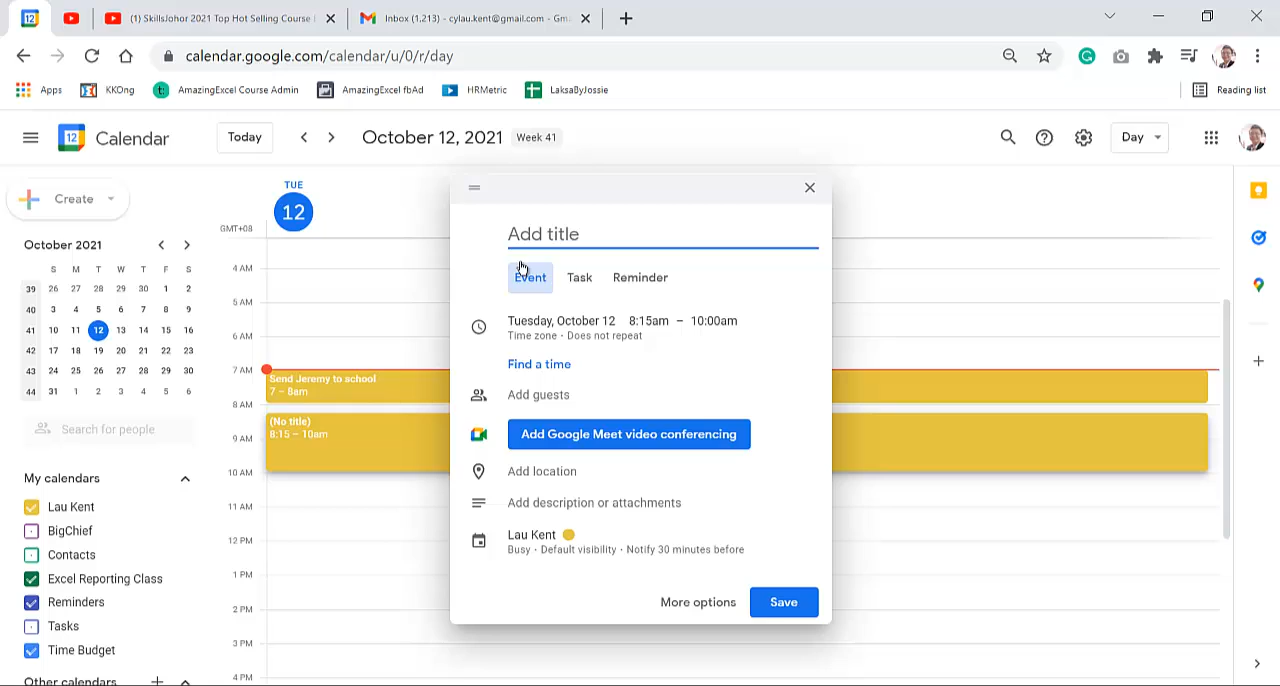 12
(1) SkillsJohor 2021 Top Hot Selling Course
Inbox (1,213) - cylau.kent@gmail.com - Gm
calendar.google.com/calendar/u/0/r/day
Apps KKOng AmazingExcel Course Admin AmazingExcel fbAd HRMetric LaksaByJossie Reading list
12 Calendar Today October 12, 2021 Week 41 Day
Create
October 2021
S M T W T F S
39 26 27 28 29 30 1 2
40 3 4 5 6 7 8 9
41 10 11 12 13 14 15 16
42 17 18 19 20 21 22 23
43 24 25 26 27 28 29 30
44 31 1 2 3 4 5 6
Search for people
My calendars
Lau Kent
BigChief
Contacts
Excel Reporting Class
Reminders
Tasks
Time Budget
Other calendars
TUE
12
GMT+08
4 AM
5 AM
6 AM
7 AM
Send Jeremy to school
7 – 8am
8 AM
(No title)
8:15 – 10am
9 AM
10 AM
11 AM
12 PM
1 PM
2 PM
3 PM
4 PM
Add title
Event Task Reminder
Tuesday, October 12 8:15am – 10:00am
Time zone · Does not repeat
Find a time
Add guests
Add Google Meet video conferencing
Add location
Add description or attachments
Lau Kent
Busy · Default visibility · Notify 30 minutes before
More options Save